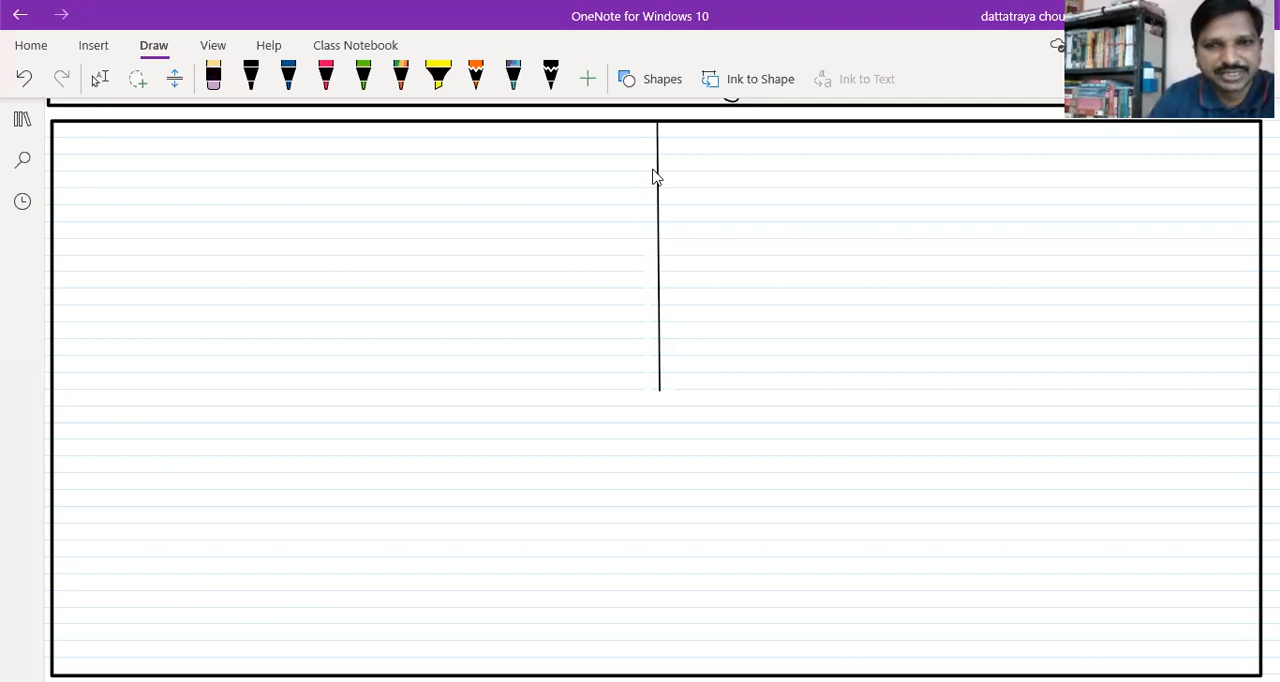 OneNote for Windows 10
dattatraya chou
Home Insert Draw View Help Class Notebook
Shapes Ink to Shape Ink to Text